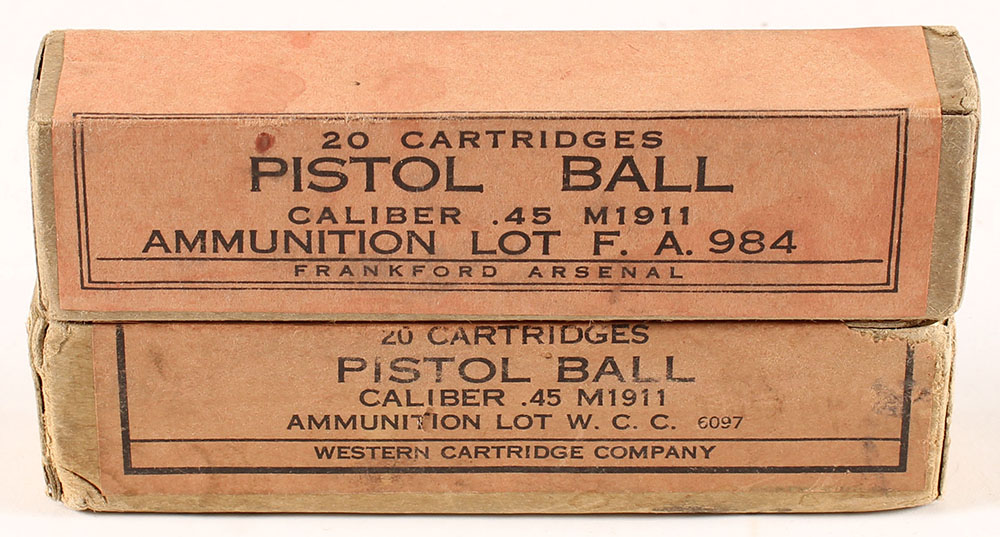 20 CARTRIDGES
PISTOL BALL
CALIBER .45 M1911
AMMUNITION LOT F. A. 984
FRANKFORD ARSENAL
20 CARTRIDGES
PISTOL BALL
CALIBER .45 M1911
AMMUNITION LOT W. C. C. 6097
WESTERN CARTRIDGE COMPANY